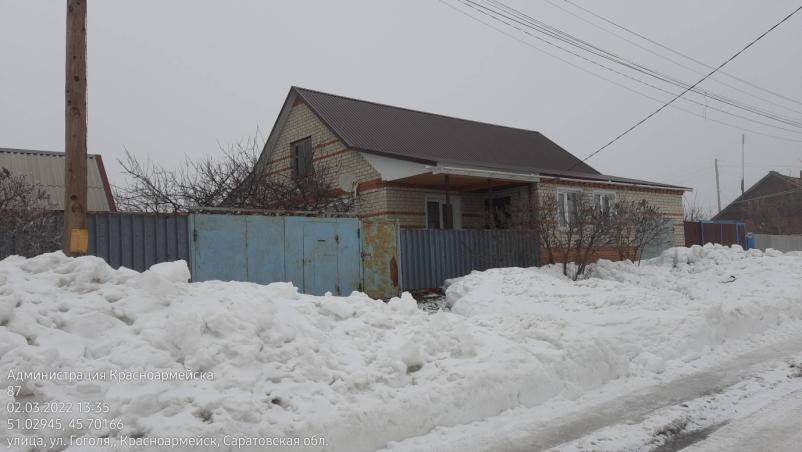 Администрация Красноармейска
87
02.03.2022 13:35
51.02945, 45.70166
улица, ул. Гоголя,, Красноармейск, Саратовская обл.